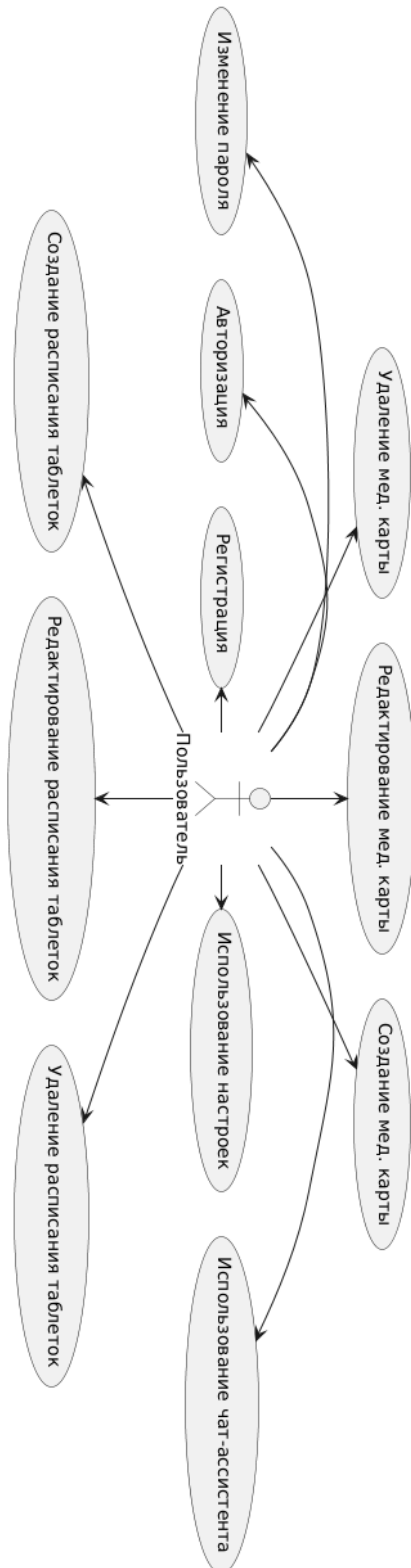 Удаление мед. карты
Редактирование мед. карты
Создание мед. карты
Изменение пароля
Авторизация
Регистрация
Использование настроек
Использование чат-ассистента
Пользователь
Создание расписания таблеток
Редактирование расписания таблеток
Удаление расписания таблеток